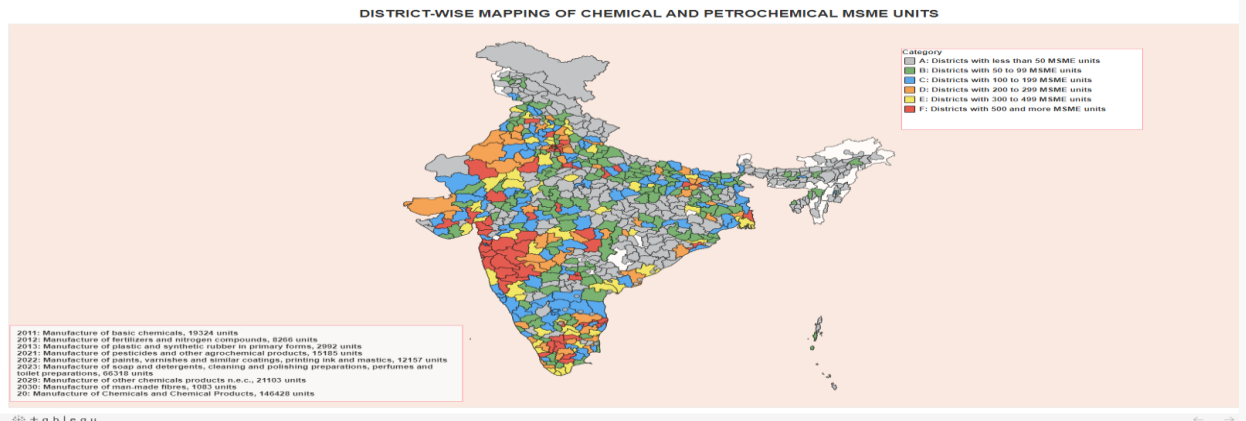 DISTRICT-WISE MAPPING OF CHEMICAL AND PETROCHEMICAL MSME UNITS
Category
A: Districts with less than 50 MSME units
B: Districts with 50 to 99 MSME units
C: Districts with 100 to 199 MSME units
D: Districts with 200 to 299 MSME units
E: Districts with 300 to 499 MSME units
F: Districts with 500 and more MSME units
2011: Manufacture of basic chemicals, 19324 units
2012: Manufacture of fertilizers and nitrogen compounds, 8266 units
2013: Manufacture of plastic and synthetic rubber in primary forms, 2992 units
2021: Manufacture of pesticides and other agrochemical products, 15185 units
2022: Manufacture of paints, varnishes and similar coatings, printing ink and mastics, 12157 units
2023: Manufacture of soap and detergents, cleaning and polishing preparations, perfumes and
toilet preparations, 66318 units
2029: Manufacture of other chemicals products n.e.c., 21103 units
2030: Manufacture of man-made fibres, 1083 units
20: Manufacture of Chemicals and Chemical Products, 146428 units
+ a b l e a u